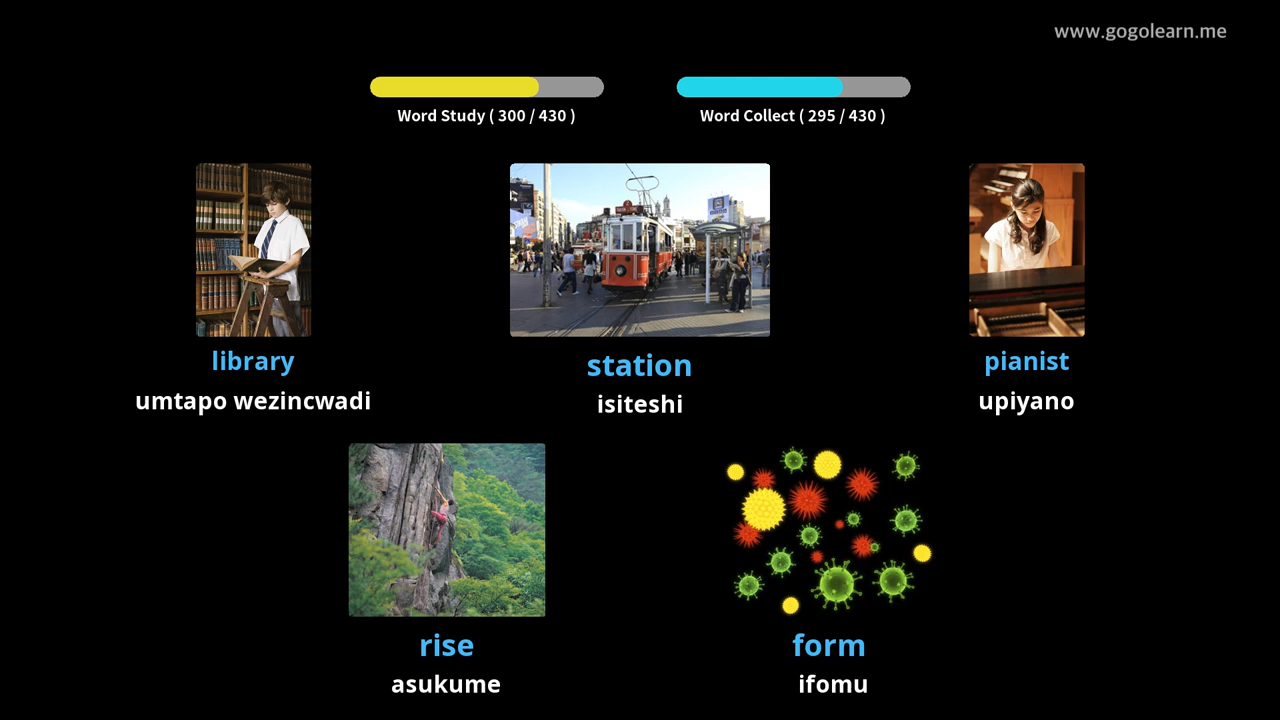 www.gogolearn.me
Word Study ( 300 / 430 )
Word Collect ( 295 / 430 )
library
umtapo wezincwadi
station
isiteshi
pianist
upiyano
rise
asukume
form
ifomu